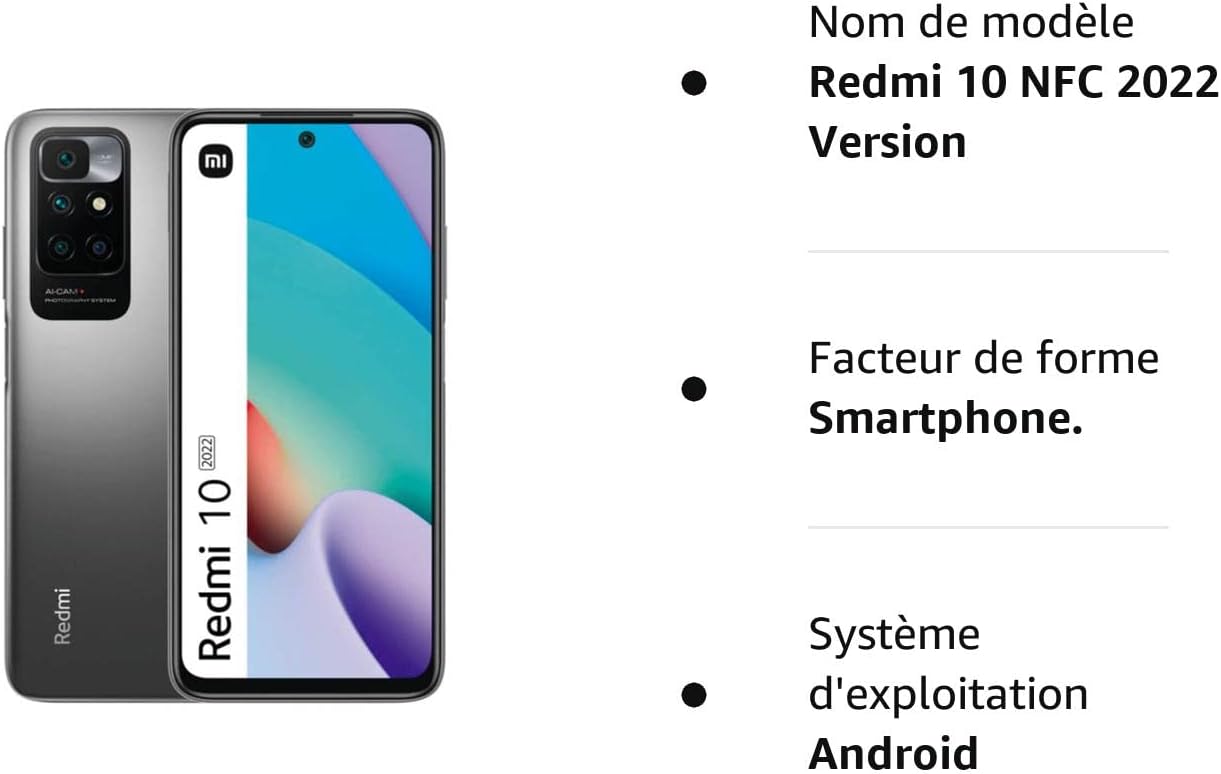 Nom de modèle
Redmi 10 NFC 2022
Version
Facteur de forme
Smartphone.
Système
d'exploitation
Android
AI-CAM
PHOTOGRAPHY SYSTEM
Redmi
mi
Redmi 10 2022